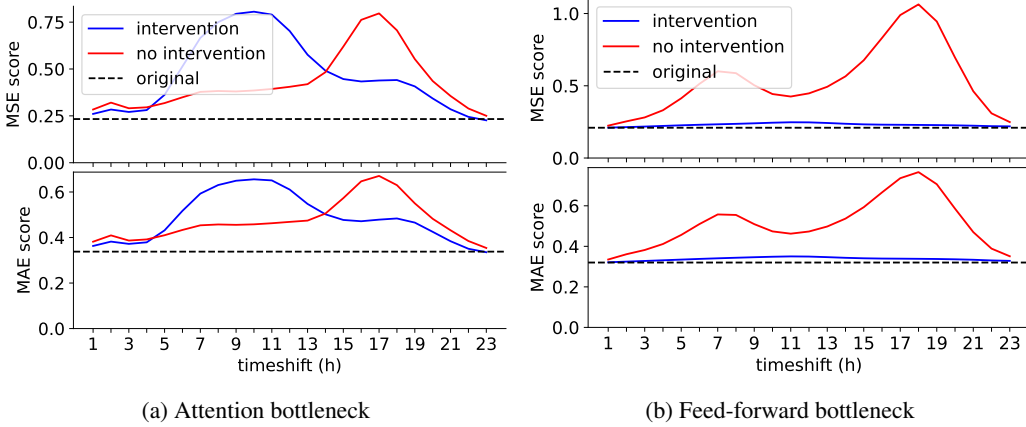 MSE score
0.75
0.50
0.25
0.00
intervention
no intervention
original
MAE score
0.6
0.4
0.2
0.0
1 3 5 7 9 11 13 15 17 19 21 23
timeshift (h)
(a) Attention bottleneck
MSE score
1.0
0.5
0.0
intervention
no intervention
original
MAE score
0.6
0.4
0.2
0.0
1 3 5 7 9 11 13 15 17 19 21 23
timeshift (h)
(b) Feed-forward bottleneck